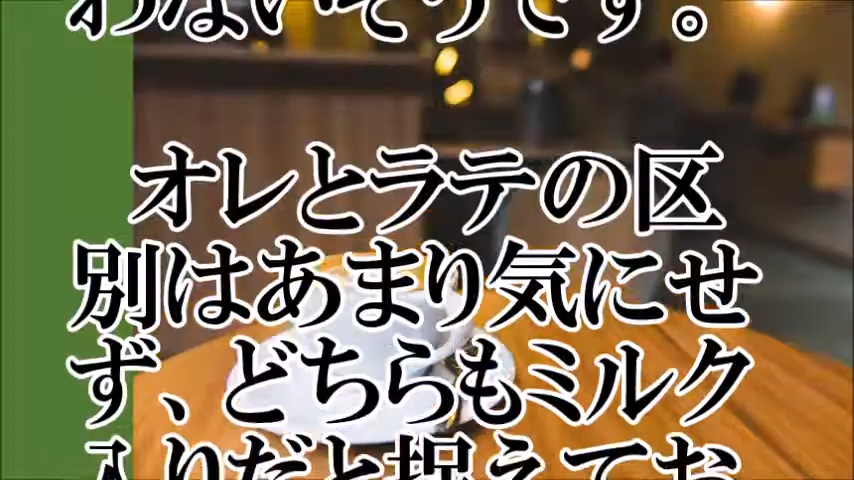 わないそうです。
オレとラテの区
別はあまり気にせ
ず、どちらもミルク
入りだと捉えてお